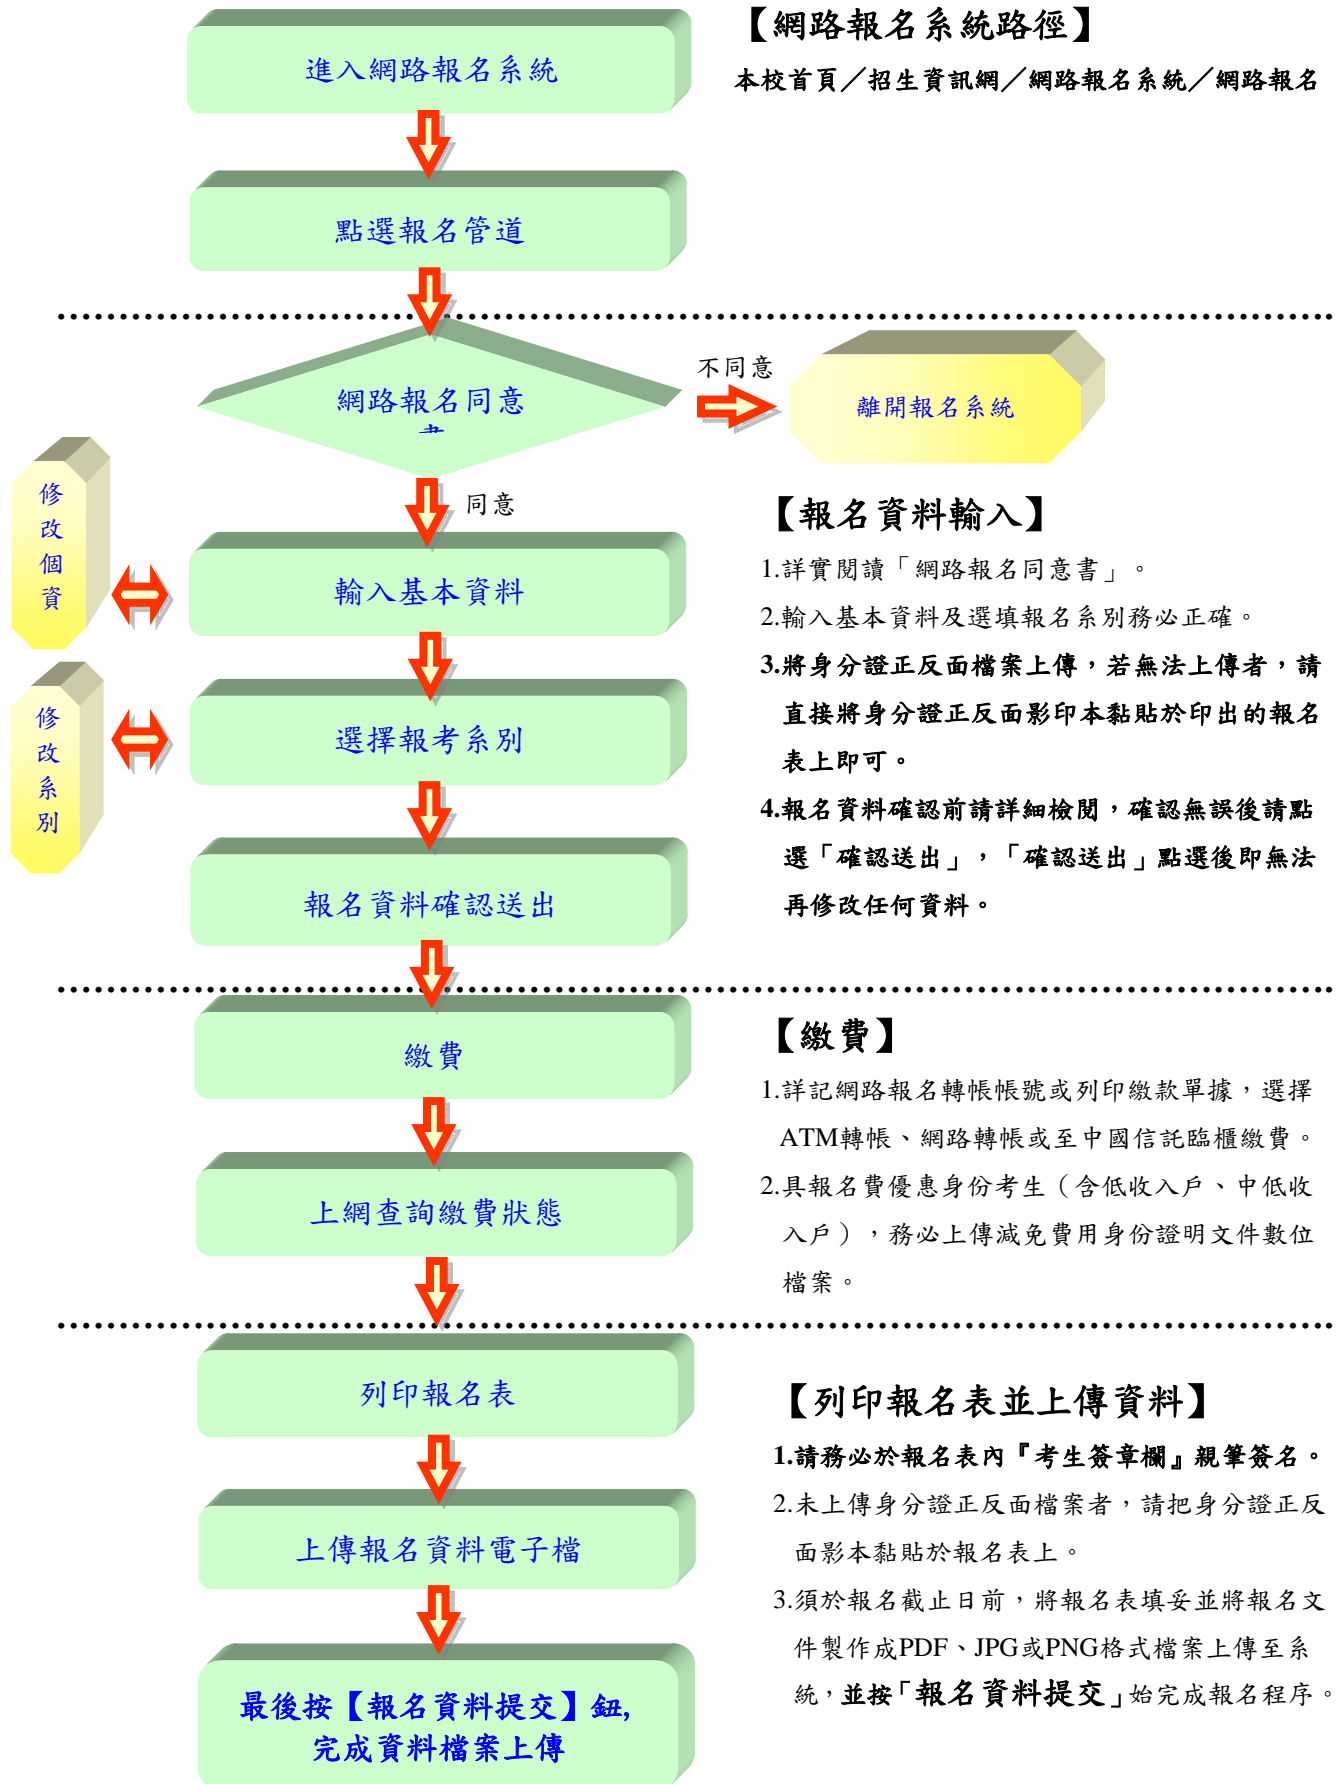 【網路報名系統路徑】
進入網路報名系統
本校首頁／招生資訊網／網路報名系統／網路報名
點選報名管道
網路報名同意
不同意
離開報名系統
同意
修
改
個
資
輸入基本資料
修
改
系
別
選擇報考系別
報名資料確認送出
【報名資料輸入】
1.詳實閱讀「網路報名同意書」。
2.輸入基本資料及選填報名系別務必正確。
3.將身分證正反面檔案上傳，若無法上傳者，請
直接將身分證正反面影印本黏貼於印出的報名
表上即可。
4.報名資料確認前請詳細檢閱，確認無誤後請點
選「確認送出」，「確認送出」點選後即無法
再修改任何資料。
繳費
上網查詢繳費狀態
【繳費】
1.詳記網路報名轉帳帳號或列印繳款單據，選擇
ATM轉帳、網路轉帳或至中國信託臨櫃繳費。
2.具報名費優惠身份考生（含低收入戶、中低收
入戶），務必上傳減免費用身份證明文件數位
檔案。
列印報名表
上傳報名資料電子檔
最後按【報名資料提交】鈕,
完成資料檔案上傳
【列印報名表並上傳資料】
1.請務必於報名表內『考生簽章欄』親筆簽名。
2.未上傳身分證正反面檔案者，請把身分證正反
面影本黏貼於報名表上。
3.須於報名截止日前，將報名表填妥並將報名文
件製作成PDF、JPG或PNG格式檔案上傳至系
統，並按「報名資料提交」始完成報名程序。